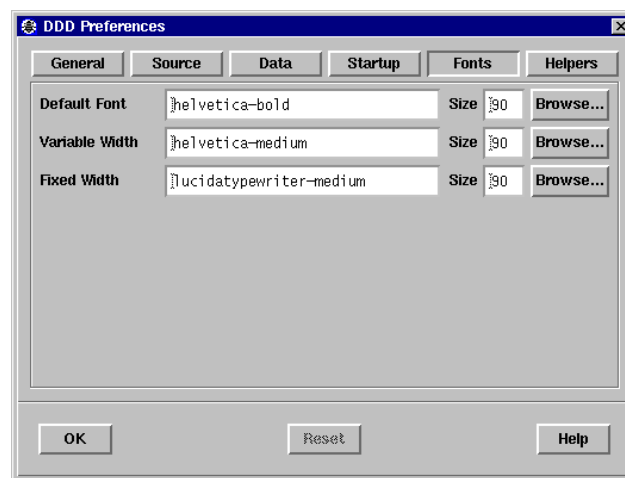 DDD Preferences
General Source Data Startup Fonts Helpers
Default Font helvetica-bold Size 90 Browse...
Variable Width helvetica-medium Size 90 Browse...
Fixed Width lucidatypewriter-medium Size 90 Browse...
OK Reset Help